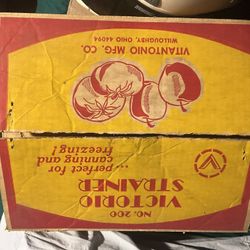 NO. 200
VICTORIO
STRAINER
... perfect for
canning and
freezing!
VITANTONIO MFG. CO.
WILLOUGHBY, OHIO 44094